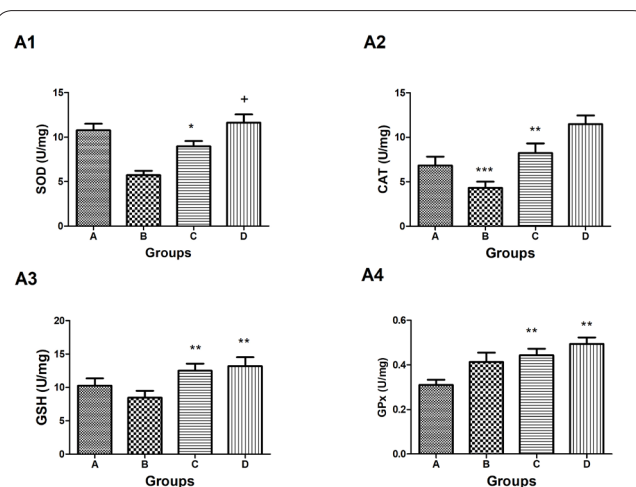 A1
15
10
5
0
SOD (U/mg)
*
+
A B C D
Groups
A2
15
10
5
0
CAT (U/mg)
***
**
A B C D
Groups
A3
20
15
10
5
0
GSH (U/mg)
**
**
A B C D
Groups
A4
0.6
0.4
0.2
0.0
GPx (U/mg)
**
**
A B C D
Groups